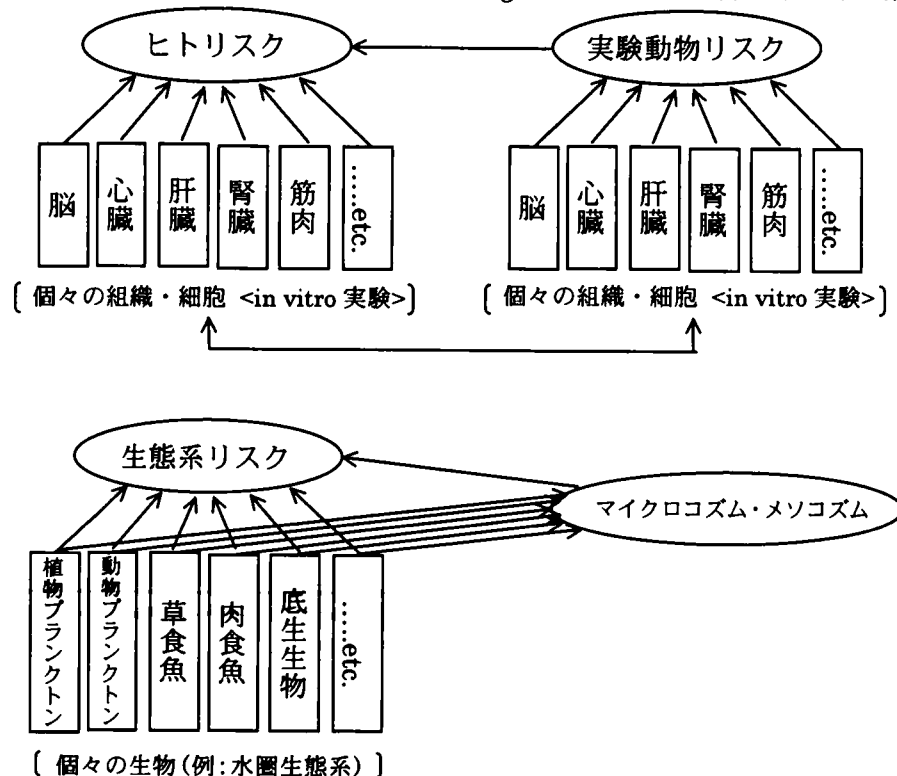 ヒトリスク
実験動物リスク
脳
心臓
肝臓
腎臓
筋肉
……etc.
脳
心臓
肝臓
腎臓
筋肉
……etc.
〔 個々の組織・細胞 <in vitro 実験>〕
〔 個々の組織・細胞 <in vitro 実験>〕
生態系リスク
マイクロコズム・メソコズム
植物プランクトン
動物プランクトン
草食魚
肉食魚
底生生物
……etc.
〔 個々の生物(例:水圏生態系) 〕